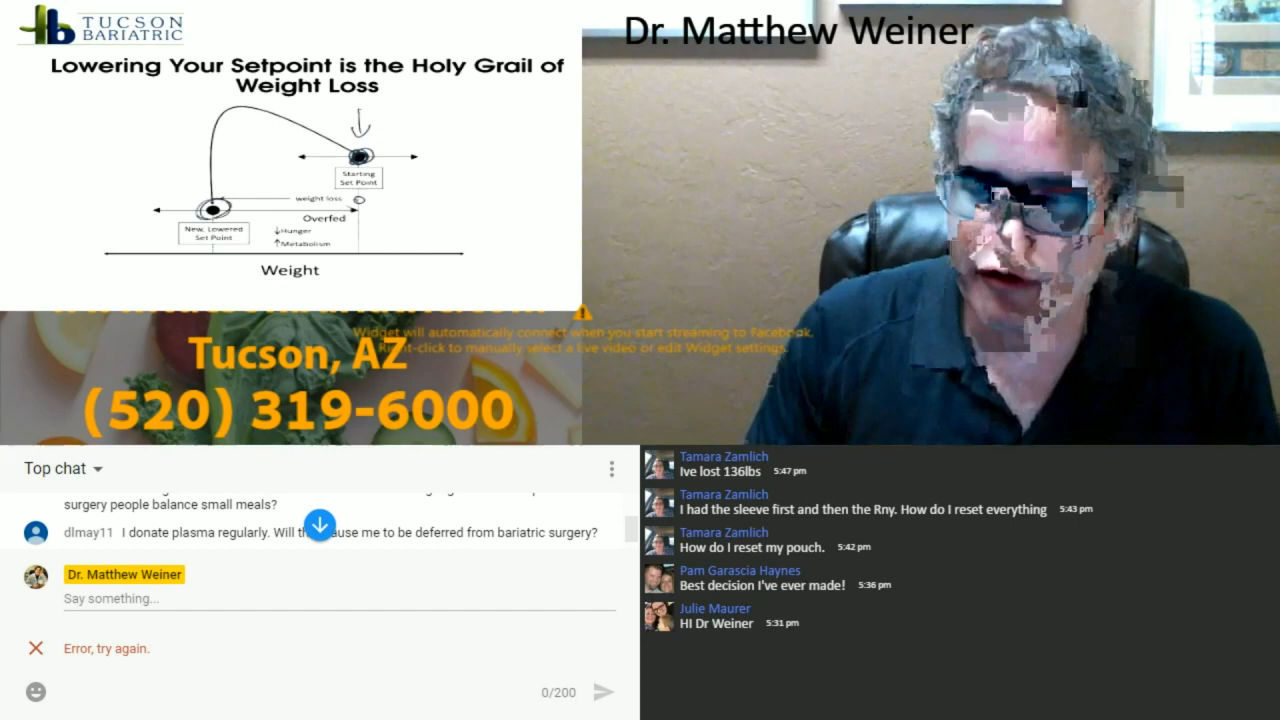 TUCSON
BARIATRIC
Lowering Your Setpoint is the Holy Grail of
Weight Loss
Starting
Set Point
weight loss
Overfed
New, Lowered
Set Point
↓Hunger
↑Metabolism
Weight
Dr. Matthew Weiner
Widget will automatically connect when you start streaming to Facebook.
Right-click to manually select a live video or edit Widget settings.
Tucson, AZ
(520) 319-6000
Top chat
surgery people balance small meals?
dlmay11 I donate plasma regularly. Will ause me to be deferred from bariatric surgery?
Dr. Matthew Weiner
Say something...
Error, try again.
0/200
Tamara Zamlich
Ive lost 136lbs 5:47 pm
Tamara Zamlich
I had the sleeve first and then the Rny. How do I reset everything 5:43 pm
Tamara Zamlich
How do I reset my pouch. 5:42 pm
Pam Garascia Haynes
Best decision I've ever made! 5:36 pm
Julie Maurer
HI Dr Weiner 5:31 pm